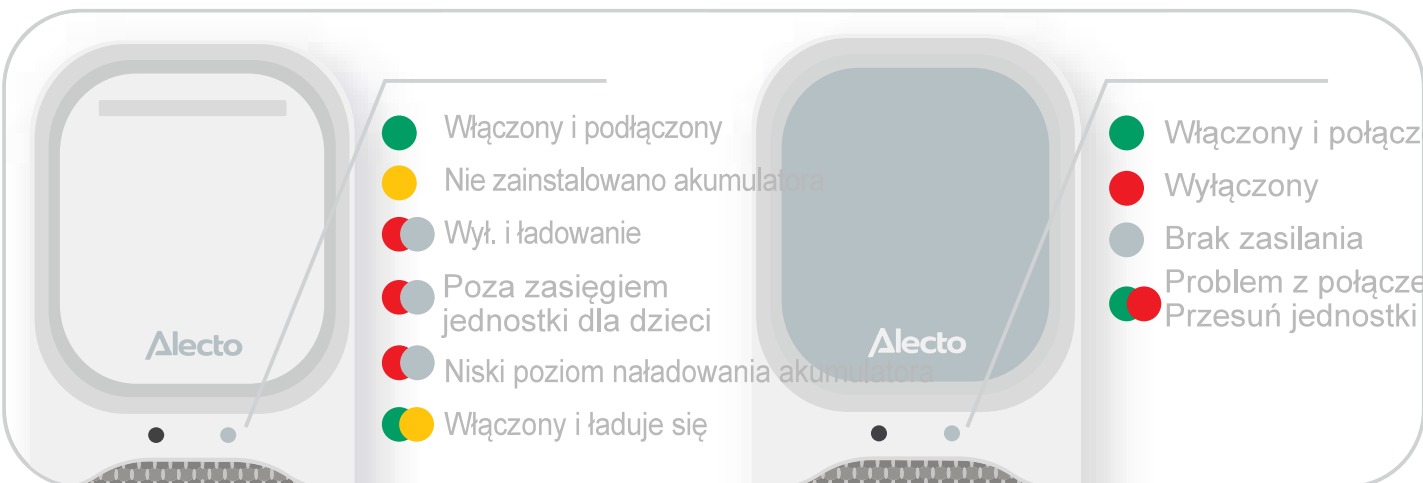 Włączony i podłączony
Nie zainstalowano akumulatora
Wył. i ładowanie
Poza zasięgiem
jednostki dla dzieci
Niski poziom naładowania akumulatora
Włączony i ładuje się
Alecto
Włączony i połącz
Wyłączony
Brak zasilania
Problem z połącze
Przesuń jednostki
Alecto